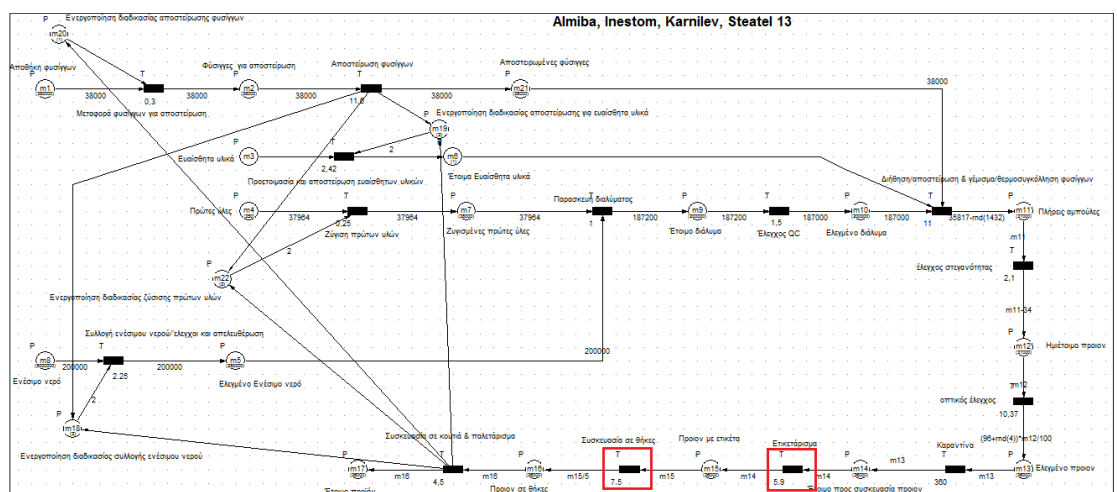 Almiba, Inestom, Karnilev, Steatel 13
P Ενεργοποίηση διαδικασίας αποστείρωσης φυσίγγων
m20
Αποθήκη φυσίγγων
Φύσιγγες για αποστείρωση
Αποστείρωση φυσίγγων
Αποστειρωμένες φύσιγγες
P T P T P
m1 m2 m21
38000 38000 38000 38000 38000
0,3
Μεταφορά φυσίγγων για αποστείρωση
P Ενεργοποίηση διαδικασίας αποστείρωσης για ευαίσθητα υλικά
m19
P T P
m3 Ευαίσθητα υλικά 2 m6
2,42
Έτοιμα Ευαίσθητα υλικά
Προετοιμασία και αποστείρωση ευαίσθητων υλικών
Διήθηση/αποστείρωση & γέμισμα/θερμοσυγκόλληση φυσίγγων
P Πρώτες ύλες T P Παρασκευή διαλύματος T P T P T P
m4 m7 m9 m10 m11 Πλήρεις αμπούλες
37964 37964 37964 187200 187200 187000 187000 35817-rnd(1432)
0,25 1 1,5 11
Ζύγιση πρώτων υλών
Ζυγισμένες πρώτες ύλες
Έτοιμο διάλυμα
Έλεγχος QC
Ελεγμένο διάλυμα
m11
2
P
m22
T
έλεγχος στεγανότητας
2,1
Ενεργοποίηση διαδικασίας ζύσισης πρώτων υλών
m11-34
Συλλογή ενέσιμου νερού/έλεγχοι και απελευθέρωση
P
m12 Ημιέτοιμο προιον
P T P
m8 m5
200000 200000 200000
2.25
Ενέσιμο νερό
Ελεγμένο Ενέσιμο νερό
m12
T
οπτικός έλεγχος
10,37
2
P
m18
Συσκευασία σε κουτιά & παλετάρισμα
Συσκευασία σε θήκες
Προιον με ετικέτα
Ετικετάρισμα
Καραντίνα
(96+rnd(4))*m12/100
Ενεργοποίηση διαδικασίας συλλογής ενέσιμου νερού
P T P T P T P T P
m17 m16 m16 m16 m15/5 m15 m15 m14 m14 m14 m13 m13 m13 Ελεγμένο προιον
4,5 7.5 5.9 360
Έτοιμο προϊόν
Προιον σε θήκες
Έτοιμο προς συσκευασία προιον